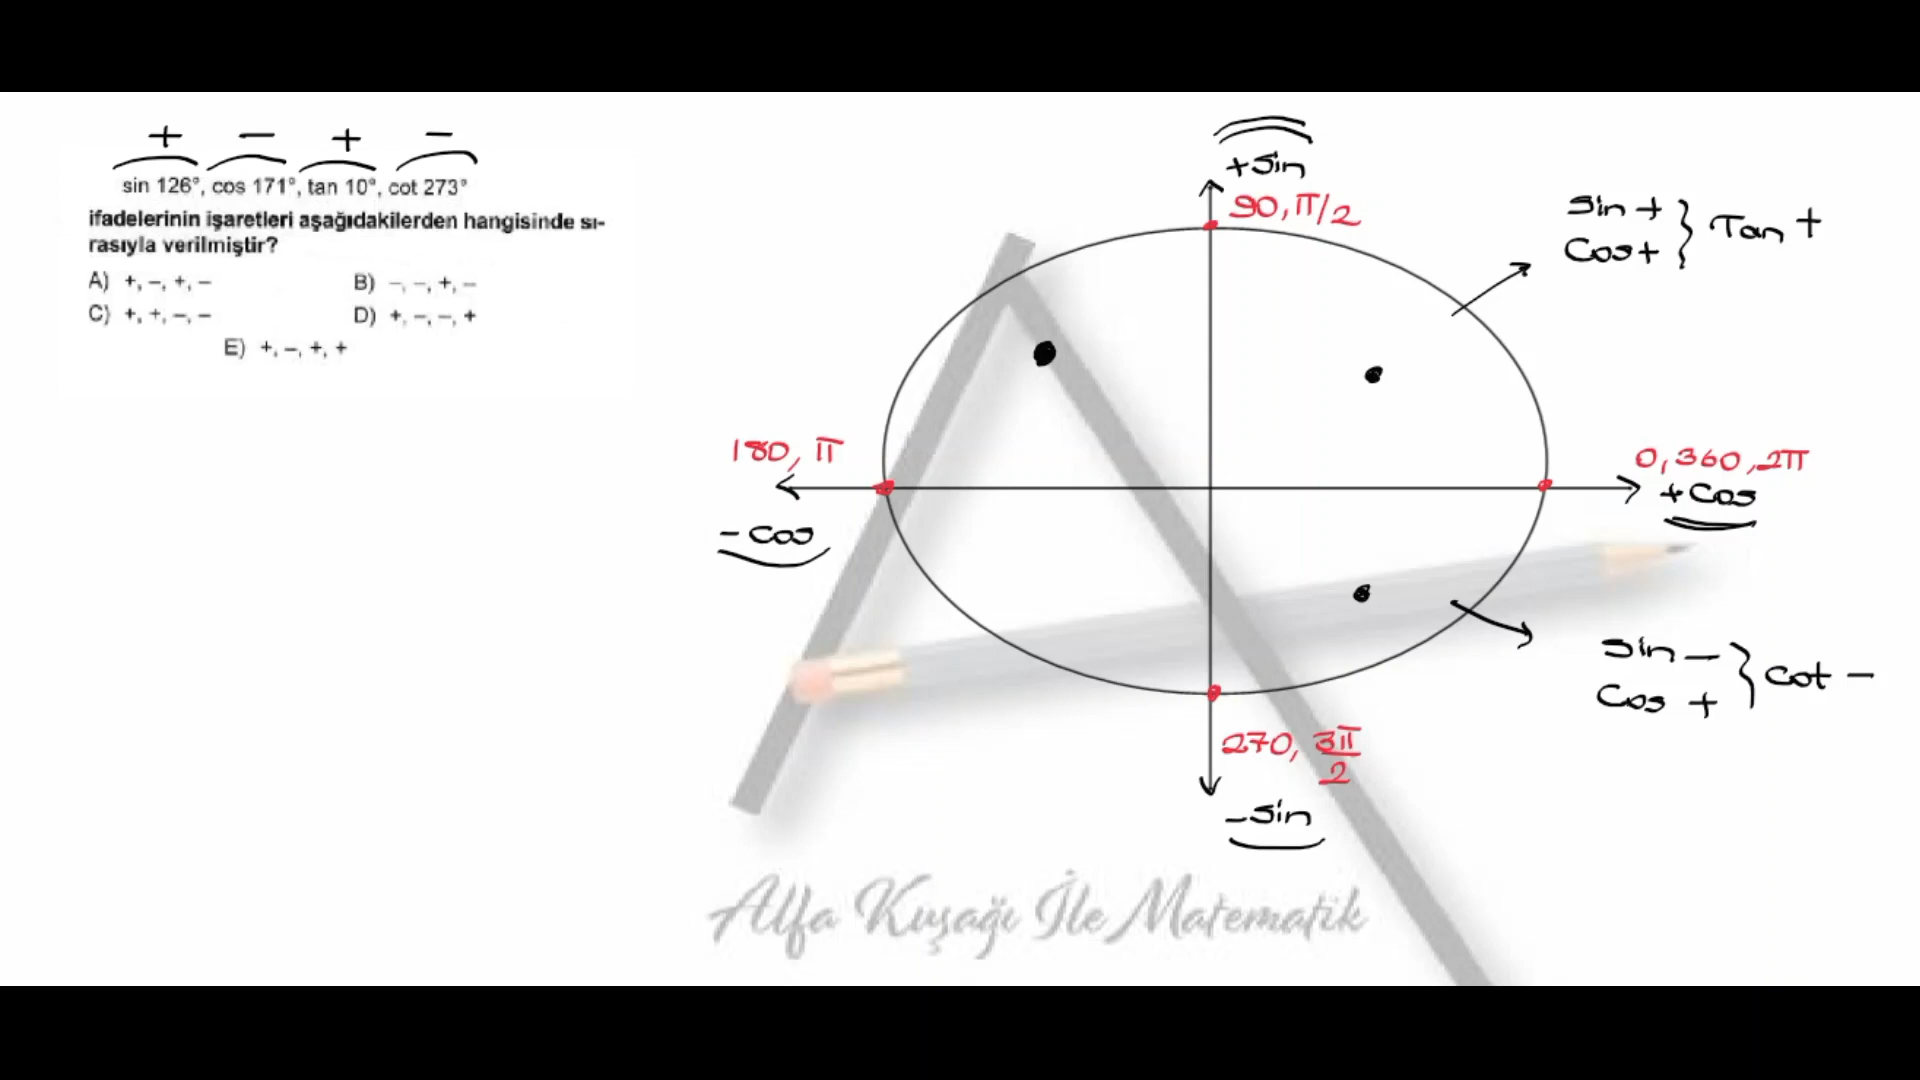 + − + −
sin 126°, cos 171°, tan 10°, cot 273°
ifadelerinin işaretleri aşağıdakilerden hangisinde sı-
rasıyla verilmiştir?
A) +, −, +, − B) −, −, +, −
C) +, +, −, − D) +, −, −, +
E) +, −, +, +
+sin
90, π/2
sin +
cos +
Tan +
180, π
0, 360, 2π
+cos
−cos
sin −
cos +
cot −
270, 3π/2
−sin
Alfa Kuşağı İle Matematik